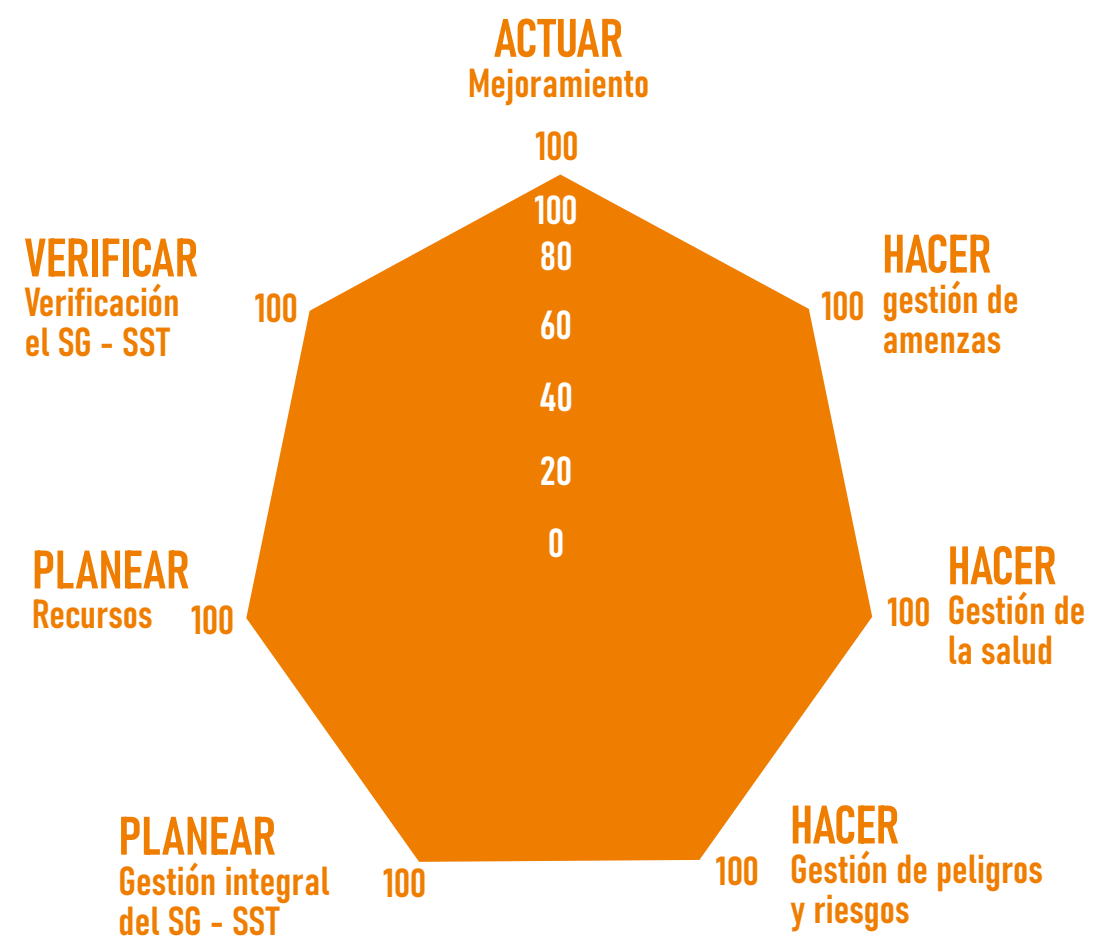 ACTUAR
Mejoramiento
100
100
80
60
40
20
0
HACER
gestión de
amenzas
100
HACER
Gestión de
la salud
100
HACER
Gestión de peligros
y riesgos
100
PLANEAR
Gestión integral
del SG - SST
100
PLANEAR
Recursos
100
VERIFICAR
Verificación
el SG - SST
100